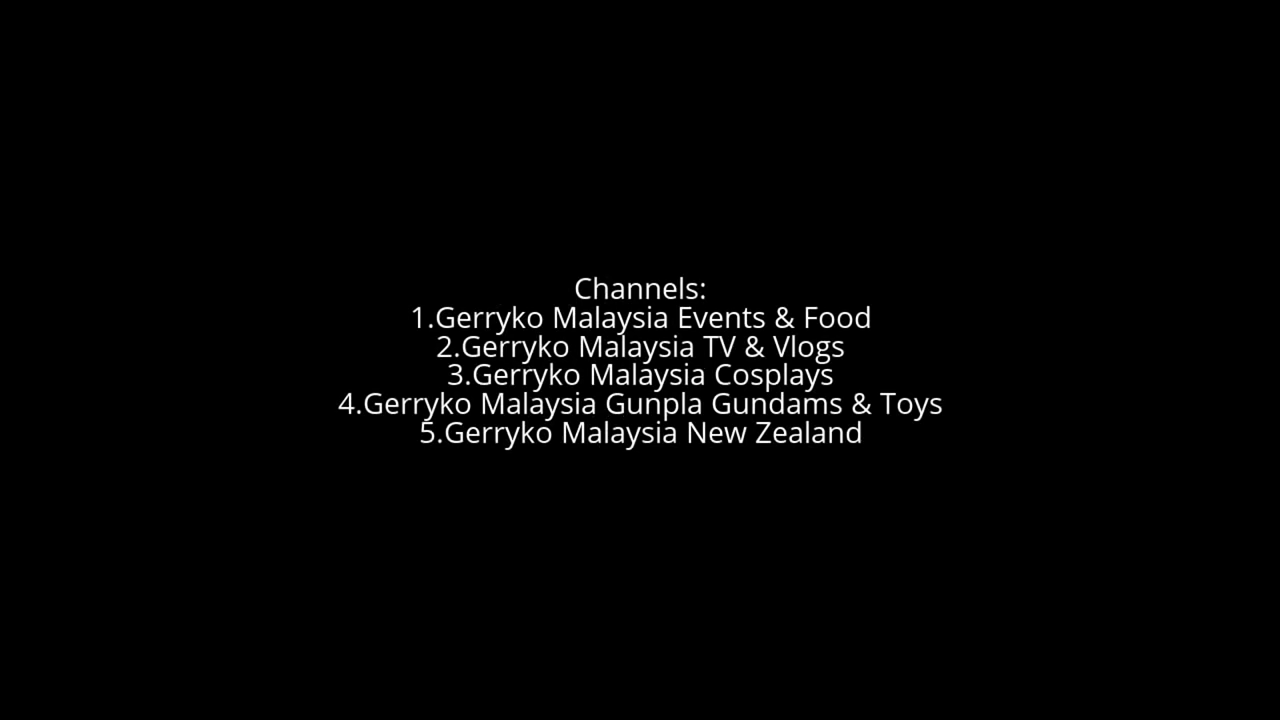 Channels:
1.Gerryko Malaysia Events & Food
2.Gerryko Malaysia TV & Vlogs
3.Gerryko Malaysia Cosplays
4.Gerryko Malaysia Gunpla Gundams & Toys
5.Gerryko Malaysia New Zealand